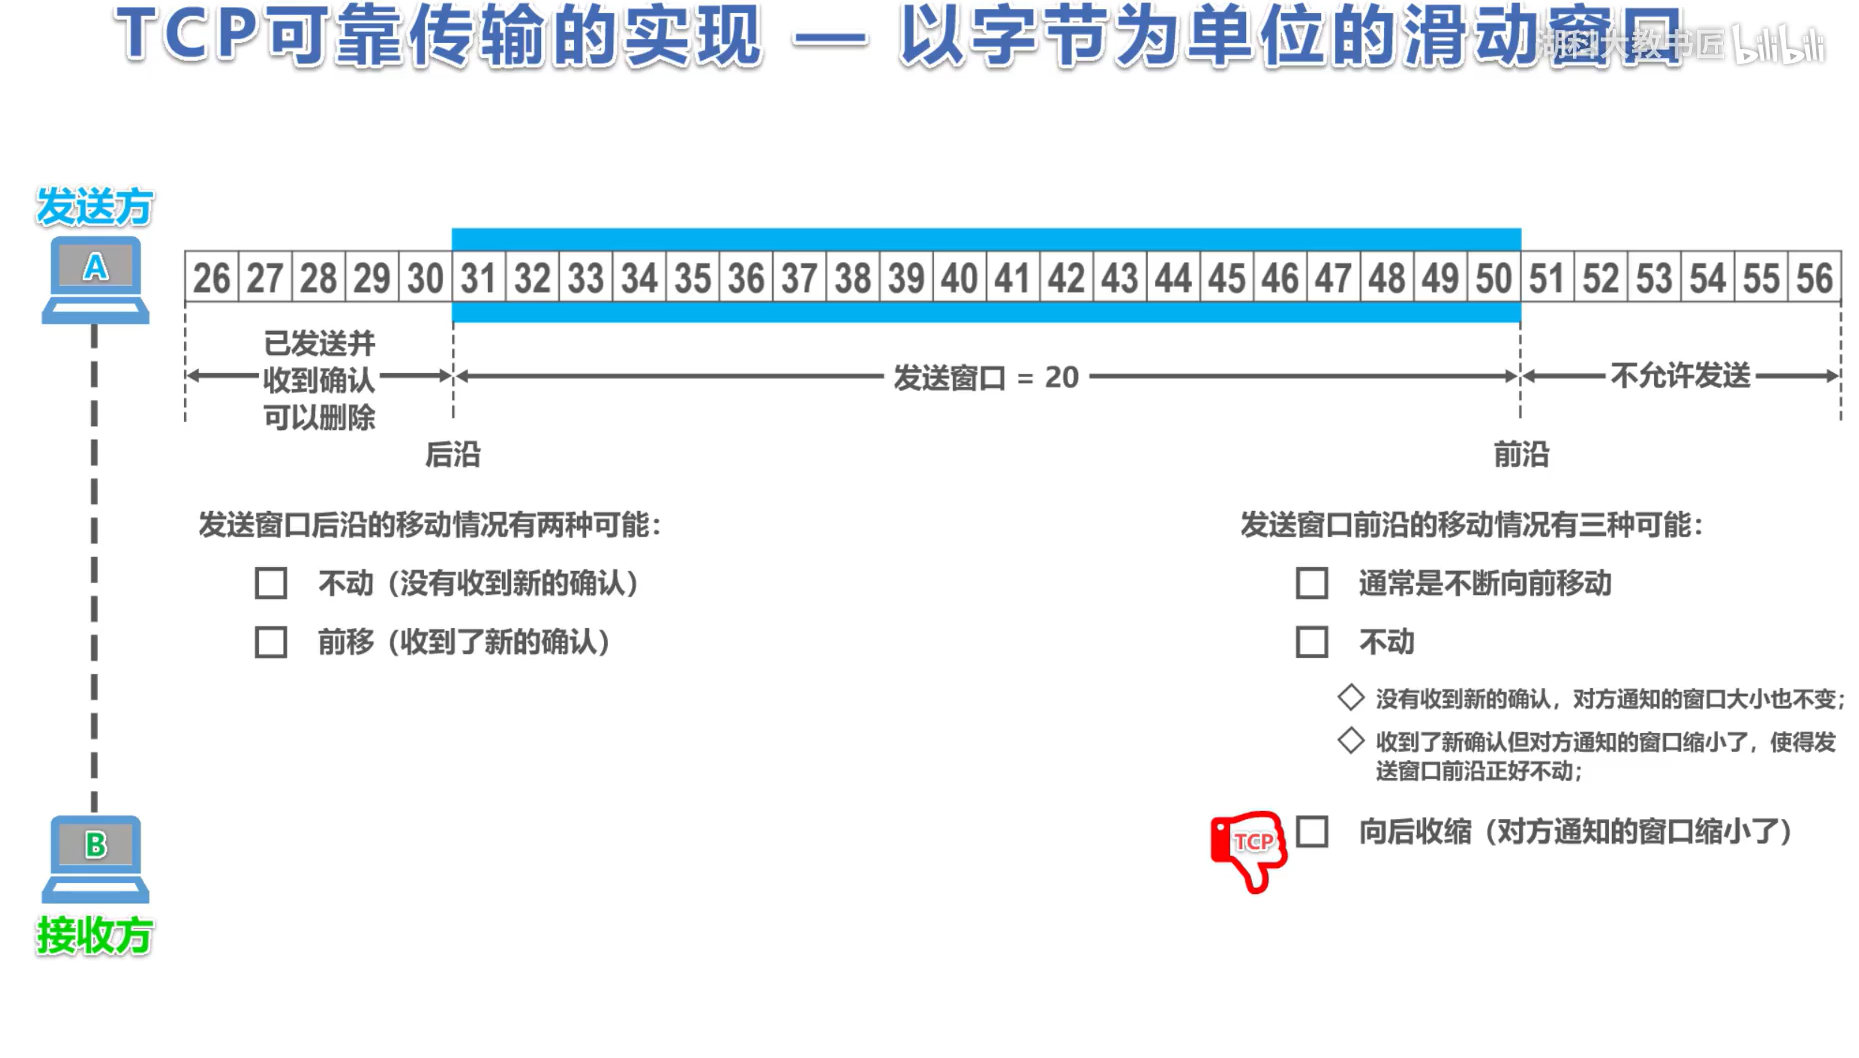 TCP可靠传输的实现 — 以字节为单位的滑动窗口
湖科大教书匠 bilibili
发送方
A
26 27 28 29 30 31 32 33 34 35 36 37 38 39 40 41 42 43 44 45 46 47 48 49 50 51 52 53 54 55 56
已发送并
收到确认
可以删除
发送窗口 = 20
不允许发送
后沿
前沿
发送窗口后沿的移动情况有两种可能：
不动（没有收到新的确认）
前移（收到了新的确认）
发送窗口前沿的移动情况有三种可能：
通常是不断向前移动
不动
没有收到新的确认，对方通知的窗口大小也不变；
收到了新确认但对方通知的窗口缩小了，使得发
送窗口前沿正好不动；
TCP
向后收缩（对方通知的窗口缩小了）
B
接收方